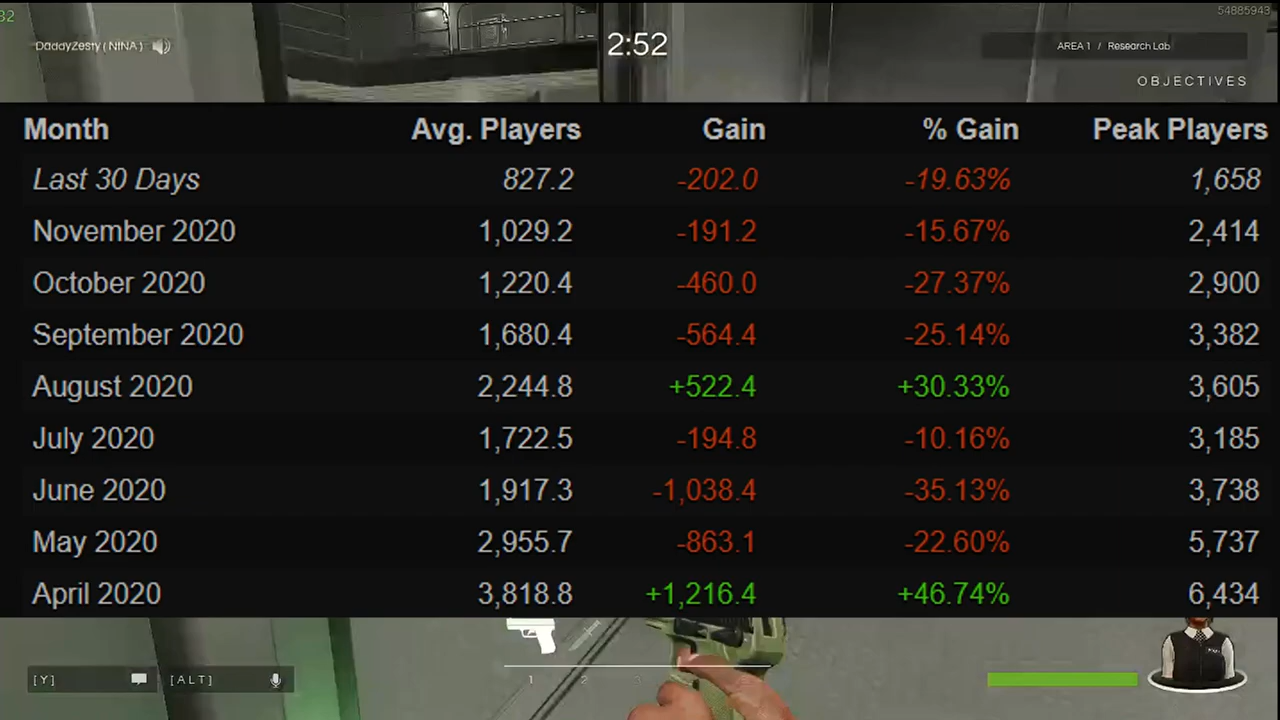 32
54885943
DaddyZesty (NINA)
2:52
AREA 1 / Research Lab
OBJECTIVES
Month Avg. Players Gain % Gain Peak Players
Last 30 Days 827.2 -202.0 -19.63% 1,658
November 2020 1,029.2 -191.2 -15.67% 2,414
October 2020 1,220.4 -460.0 -27.37% 2,900
September 2020 1,680.4 -564.4 -25.14% 3,382
August 2020 2,244.8 +522.4 +30.33% 3,605
July 2020 1,722.5 -194.8 -10.16% 3,185
June 2020 1,917.3 -1,038.4 -35.13% 3,738
May 2020 2,955.7 -863.1 -22.60% 5,737
April 2020 3,818.8 +1,216.4 +46.74% 6,434
[Y] [ALT] 1 2 3